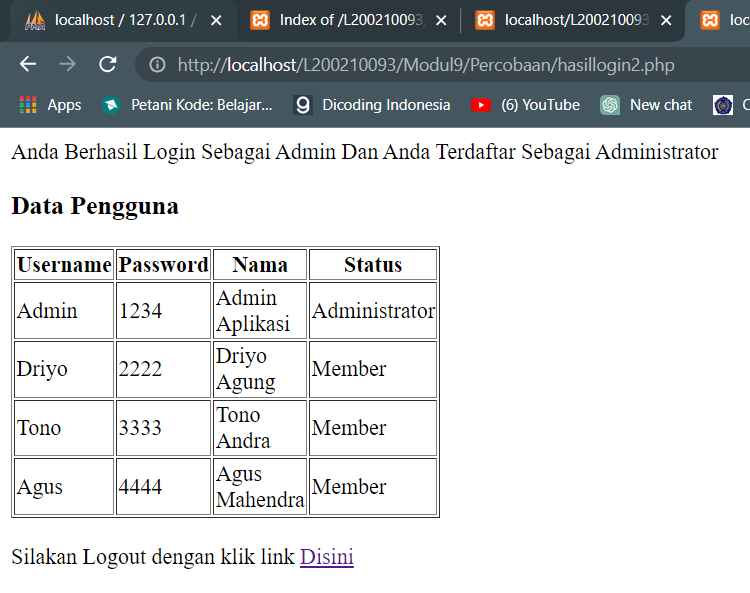 localhost / 127.0.0.1 /
Index of /L200210093
localhost/L200210093
loc
http://localhost/L200210093/Modul9/Percobaan/hasillogin2.php
Apps Petani Kode: Belajar... Dicoding Indonesia (6) YouTube New chat
Anda Berhasil Login Sebagai Admin Dan Anda Terdaftar Sebagai Administrator
Data Pengguna
Username Password Nama Status
Admin 1234 Admin Aplikasi Administrator
Driyo 2222 Driyo Agung Member
Tono 3333 Tono Andra Member
Agus 4444 Agus Mahendra Member
Silakan Logout dengan klik link Disini